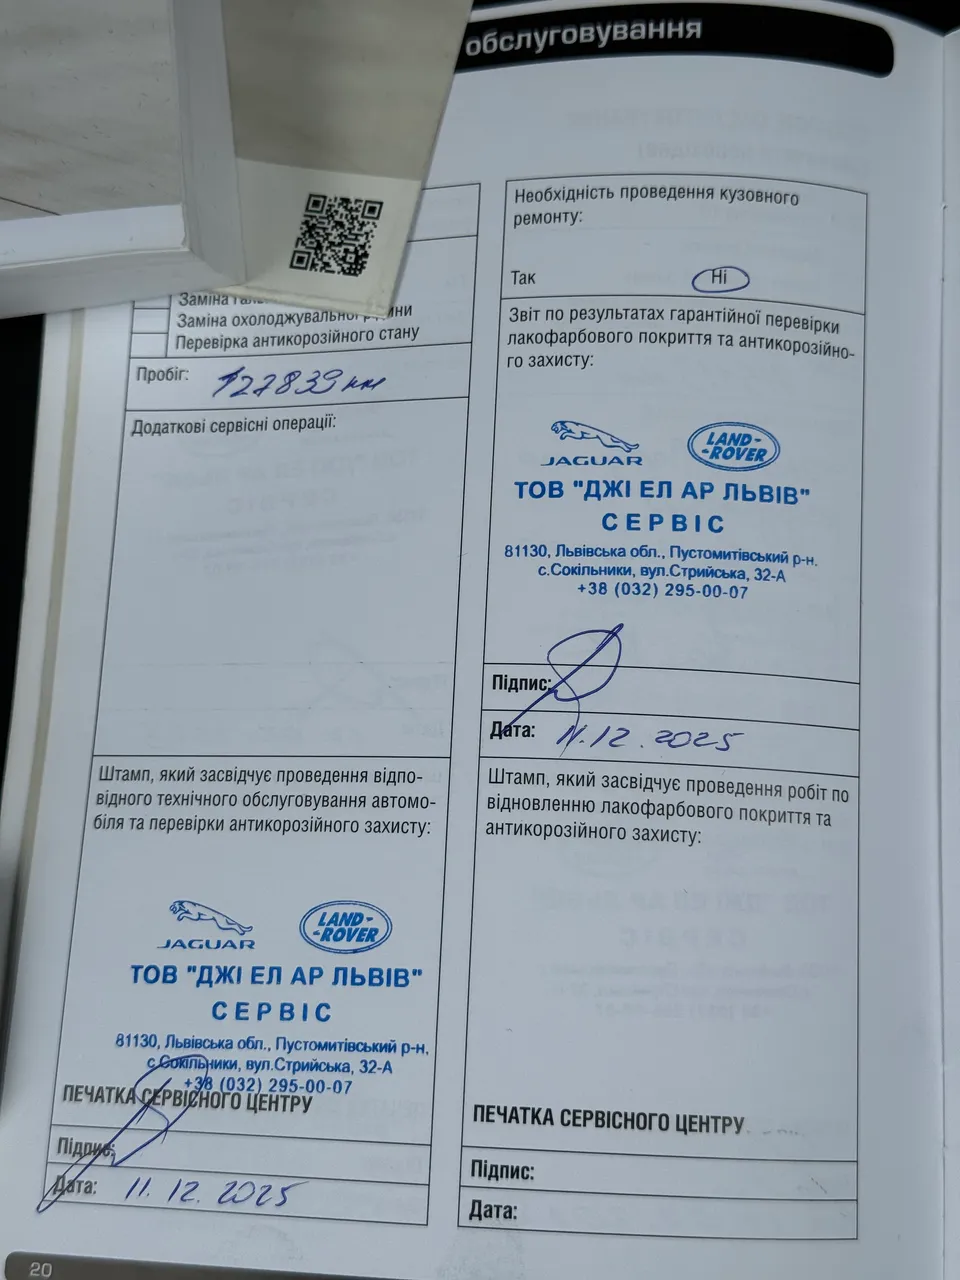 обслуговування
Заміна
Заміна охолоджувальної
Перевірка антикорозійного стану
Пробіг: 127839 км
Додаткові сервісні операції:
Штамп, який засвідчує проведення відпо-
відного технічного обслуговування автомо-
біля та перевірки антикорозійного захисту:
JAGUAR
LAND-
-ROVER
ТОВ "ДЖІ ЕЛ АР ЛЬВІВ"
СЕРВІС
81130, Львівська обл., Пустомитівський р-н.
с.Сокільники, вул.Стрийська, 32-А
+38 (032) 295-00-07
ПЕЧАТКА СЕРВІСНОГО ЦЕНТРУ
Підпис:
Дата: 11.12.2025
20
Необхідність проведення кузовного
ремонту:
Так Ні
Звіт по результатах гарантійної перевірки
лакофарбового покриття та антикорозійно-
го захисту:
JAGUAR
LAND-
-ROVER
ТОВ "ДЖІ ЕЛ АР ЛЬВІВ"
СЕРВІС
81130, Львівська обл., Пустомитівський р-н.
с.Сокільники, вул.Стрийська, 32-А
+38 (032) 295-00-07
Підпис:
Дата: 11.12.2025
Штамп, який засвідчує проведення робіт по
відновленню лакофарбового покриття та
антикорозійного захисту:
ПЕЧАТКА СЕРВІСНОГО ЦЕНТРУ
Підпис:
Дата: